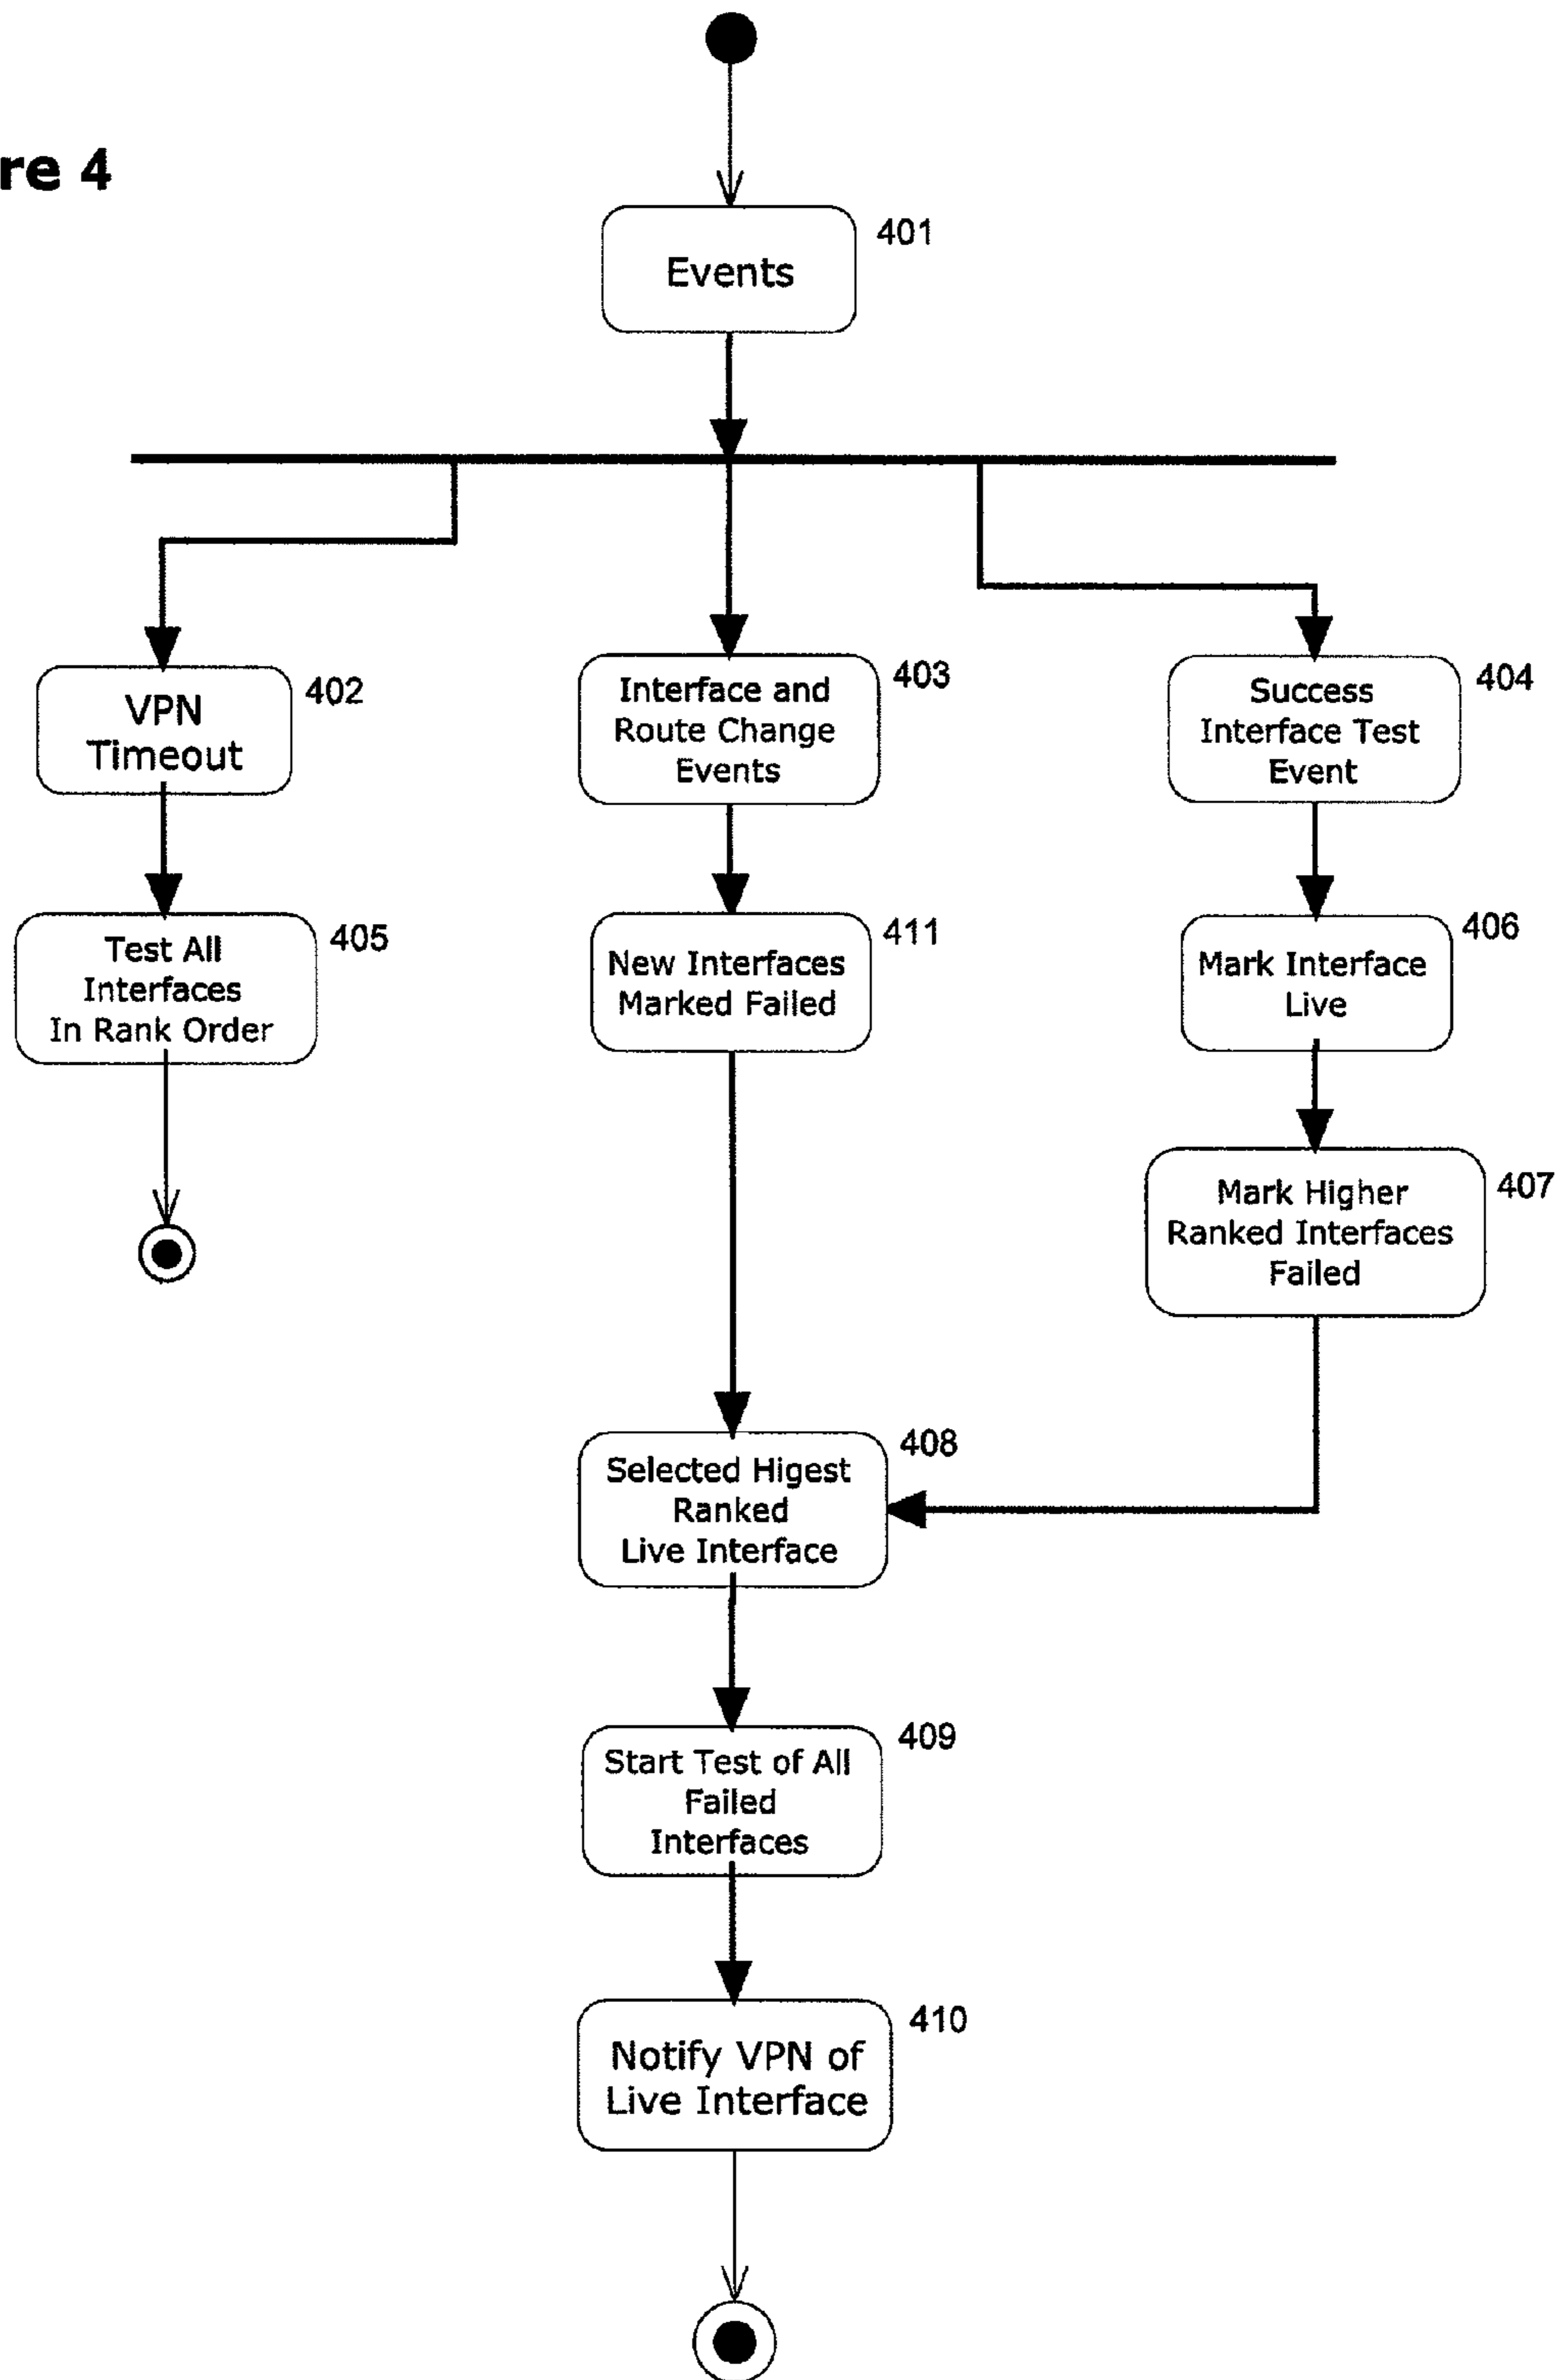 re 4
401
Events
402
VPN
Timeout
403
Interface and
Route Change
Events
404
Success
Interface Test
Event
405
Test All
Interfaces
In Rank Order
411
New Interfaces
Marked Failed
406
Mark Interface
Live
407
Mark Higher
Ranked Interfaces
Failed
408
Selected Higest
Ranked
Live Interface
409
Start Test of All
Failed
Interfaces
410
Notify VPN of
Live Interface